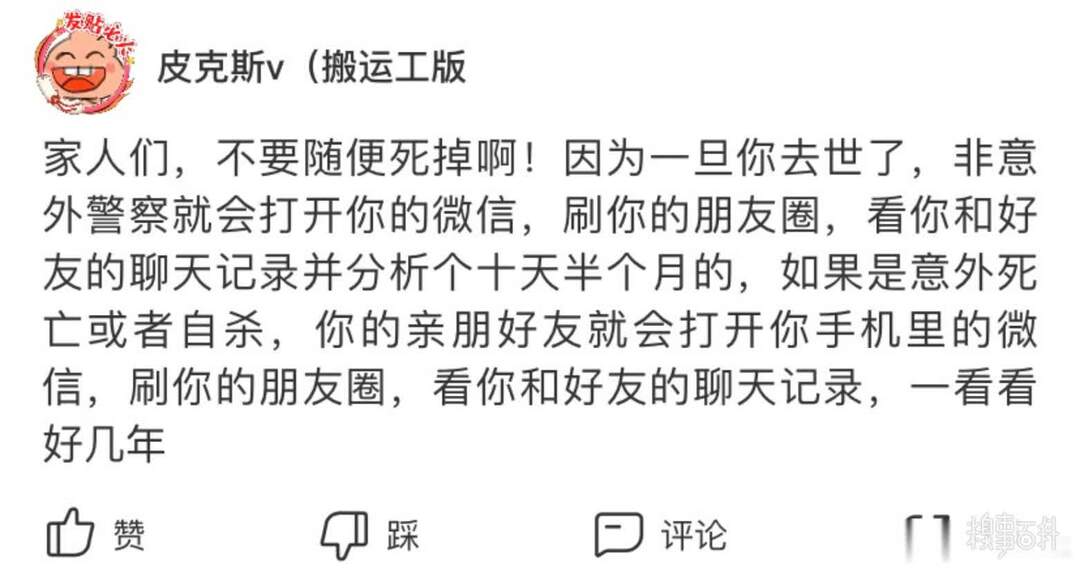 发贴必火
皮克斯v（搬运工版
家人们，不要随便死掉啊！因为一旦你去世了，非意
外警察就会打开你的微信，刷你的朋友圈，看你和好
友的聊天记录并分析个十天半个月的，如果是意外死
亡或者自杀，你的亲朋好友就会打开你手机里的微
信，刷你的朋友圈，看你和好友的聊天记录，一看看
好几年
赞 踩 评论 糗事百科